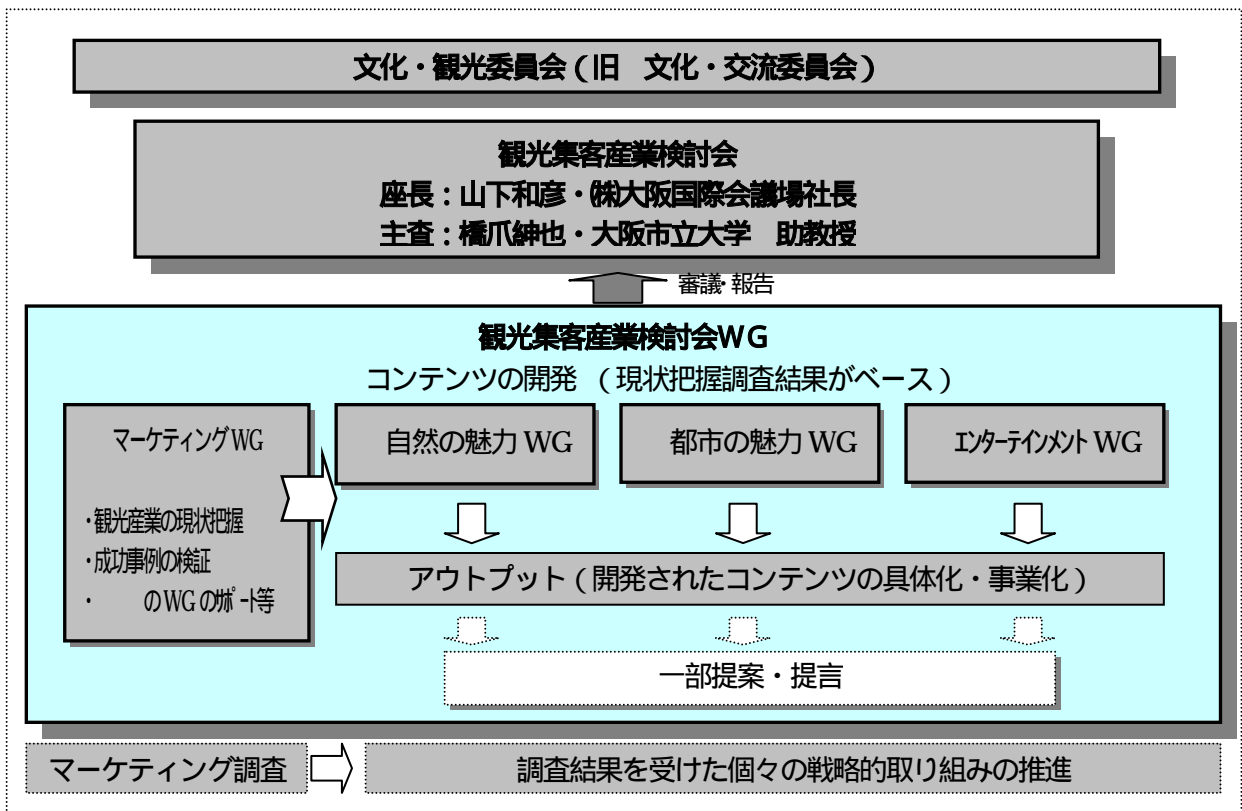 文化・観光委員会（旧　文化・交流委員会）
観光集客産業検討会
座長：山下和彦・㈱大阪国際会議場社長
主査：橋爪紳也・大阪市立大学　助教授
審議・報告
観光集客産業検討会WG
コンテンツの開発　（現状把握調査結果がベース）
マーケティングWG
・観光産業の現状把握
・成功事例の検証
・　　のWGのサポート等
自然の魅力 WG
都市の魅力 WG
エンターテインメント WG
アウトプット（開発されたコンテンツの具体化・事業化）
一部提案・提言
マーケティング調査
調査結果を受けた個々の戦略的取り組みの推進